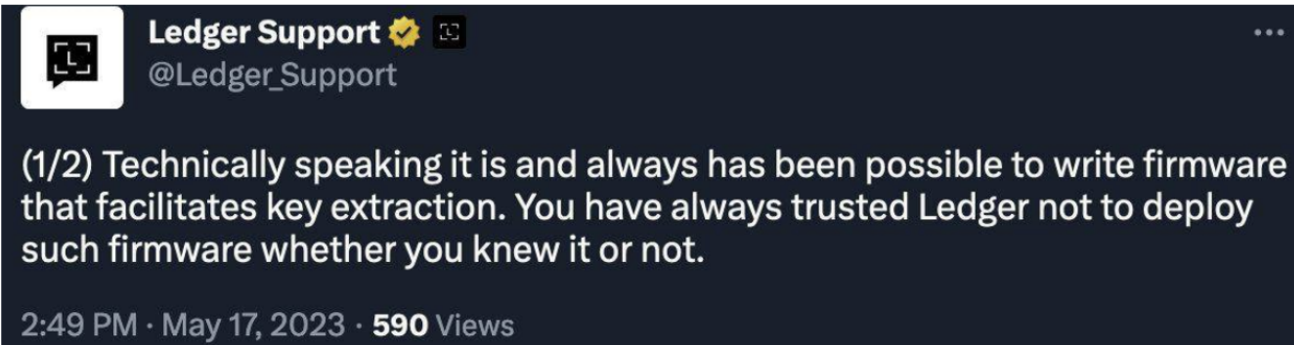 Ledger Support
@Ledger_Support
(1/2) Technically speaking it is and always has been possible to write firmware
that facilitates key extraction. You have always trusted Ledger not to deploy
such firmware whether you knew it or not.
2:49 PM · May 17, 2023 · 590 Views